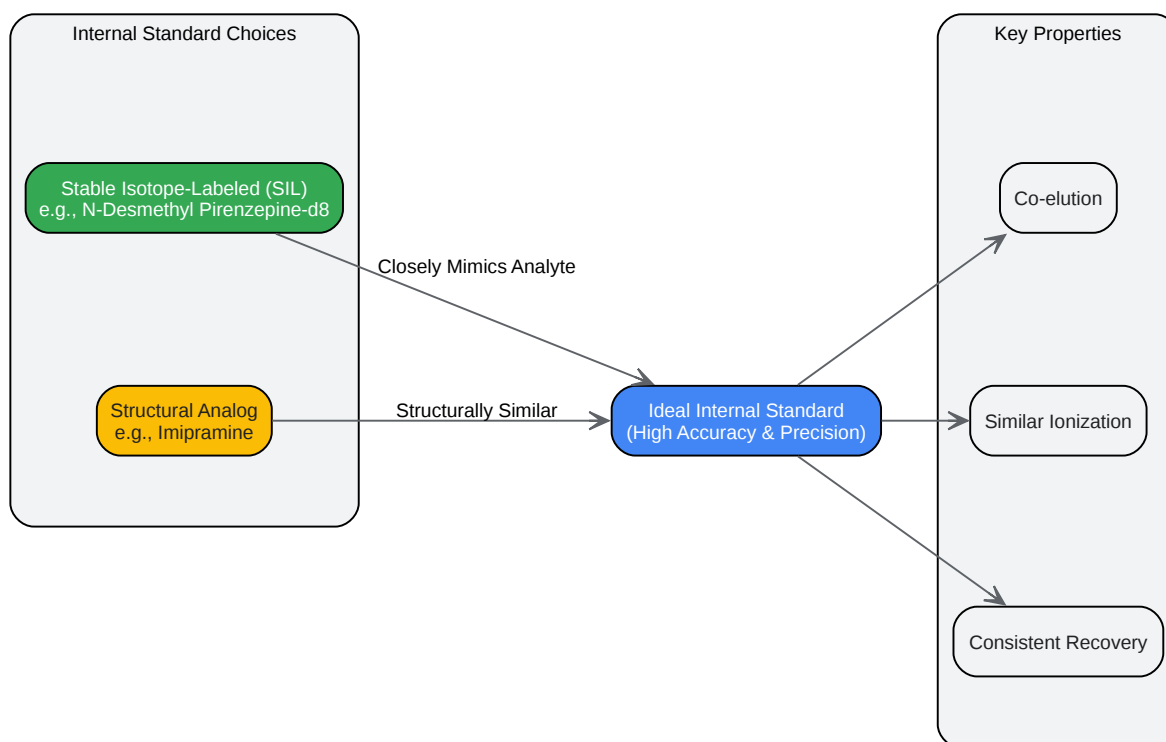 Internal Standard Choices
Stable Isotope-Labeled (SIL)
e.g., N-Desmethyl Pirenzepine-d8
Structural Analog
e.g., Imipramine
Closely Mimics Analyte
Structurally Similar
Ideal Internal Standard
(High Accuracy & Precision)
Key Properties
Co-elution
Similar Ionization
Consistent Recovery